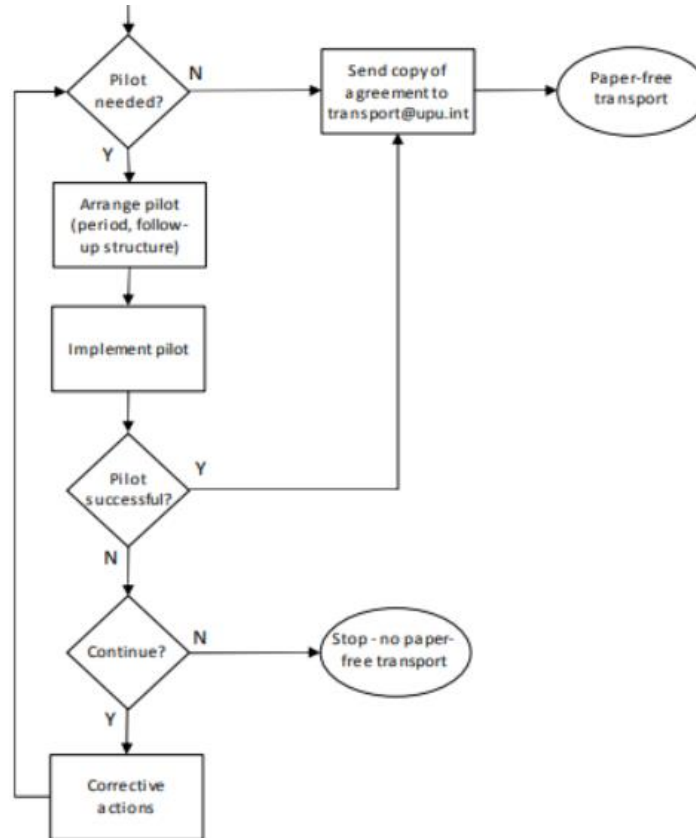 Pilot
needed?
N
Send copy of
agreement to
transport@upu.int
Paper-free
transport
Y
Arrange pilot
(period, follow-
up structure)
Implement pilot
Pilot
successful?
Y
N
Continue?
N
Stop - no paper-
free transport
Y
Corrective
actions